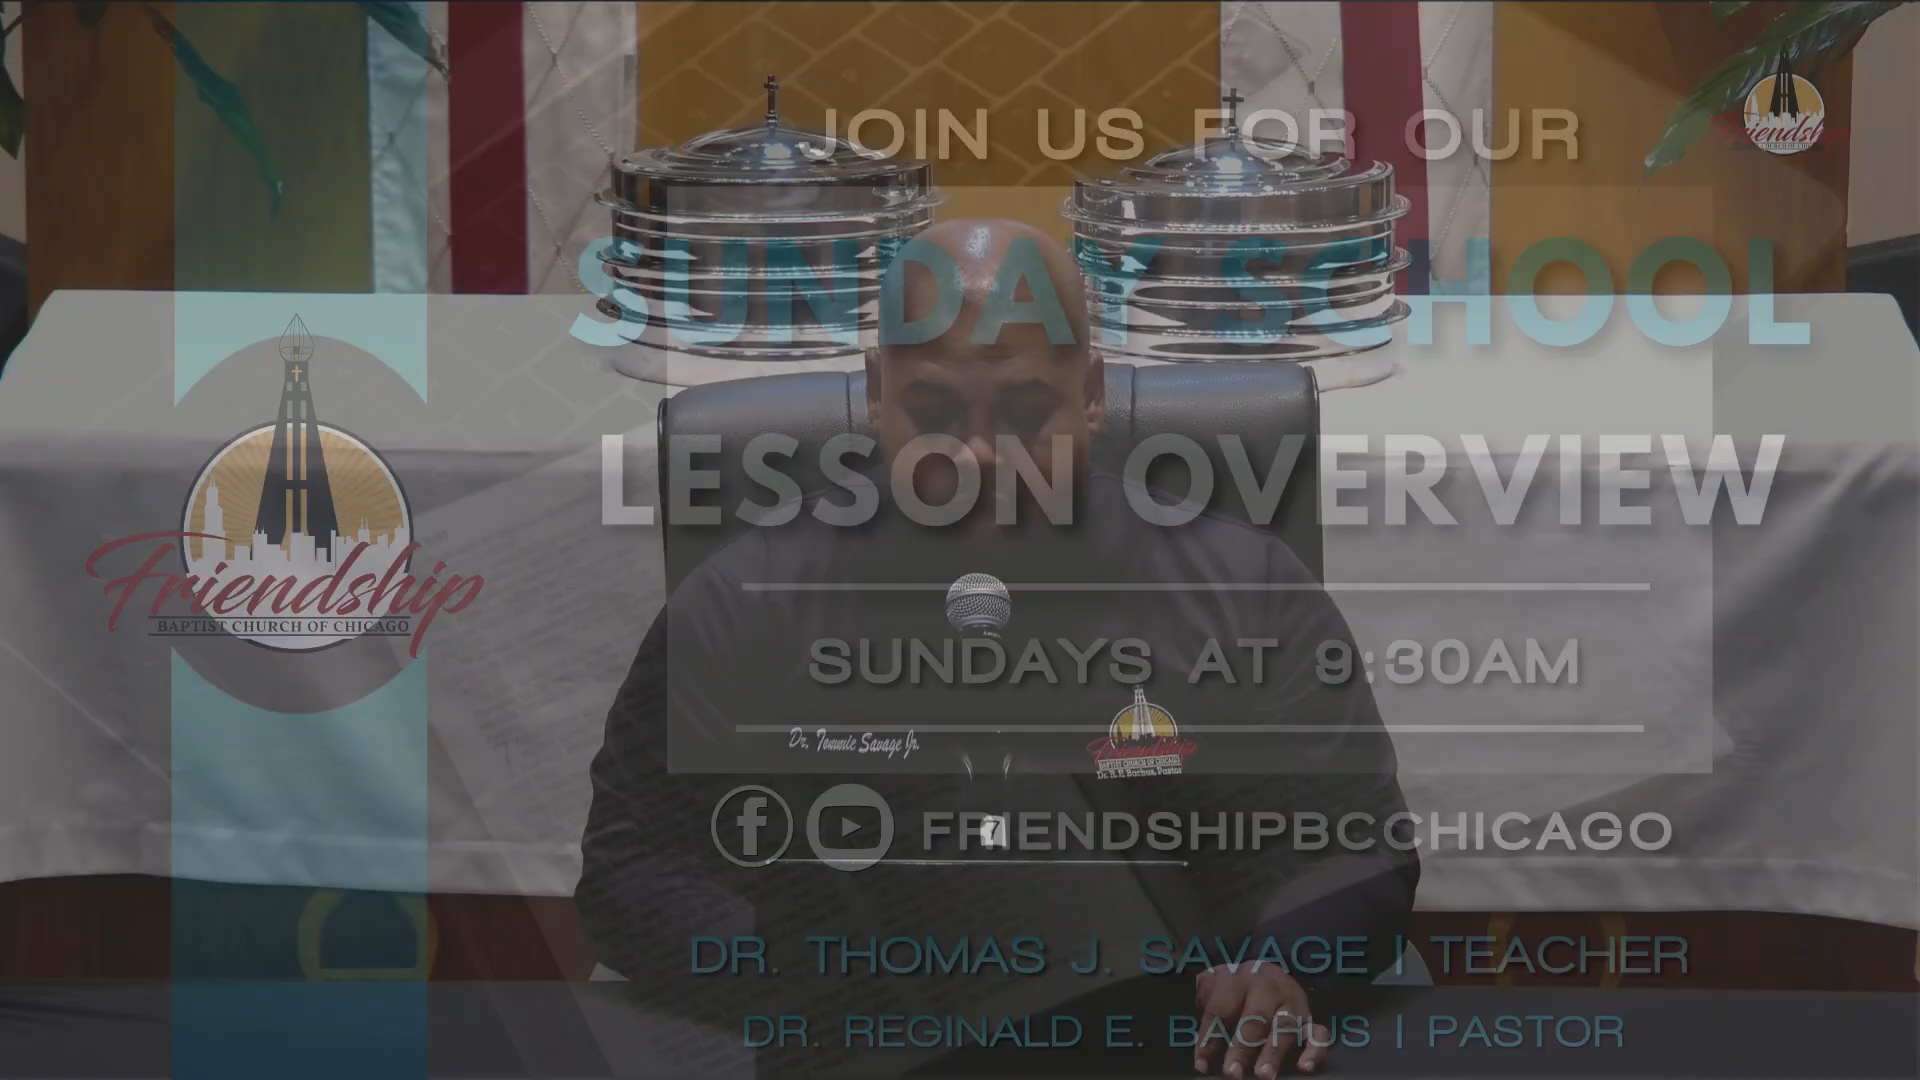 JOIN US FOR OUR
Friendship
SUNDAY SCHOOL
LESSON OVERVIEW
Friendship
BAPTIST CHURCH OF CHICAGO
SUNDAYS AT 9:30AM
Dr. Tommie Savage Jr.
Friendship
BAPTIST CHURCH OF CHICAGO
Dr. R. E. Bachus, Pastor
7
FRIENDSHIPBCCHICAGO
DR. THOMAS J. SAVAGE | TEACHER
DR. REGINALD E. BACHUS | PASTOR